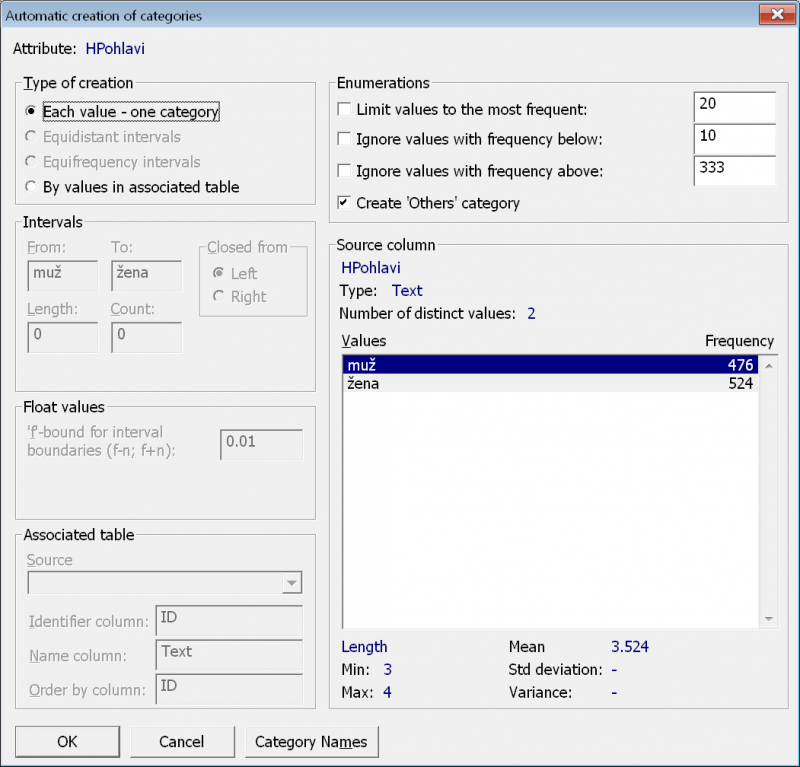 Automatic creation of categories
Attribute: HPohlavi
Type of creation
Each value - one category
Equidistant intervals
Equifrequency intervals
By values in associated table
Intervals
From: To:
muž žena
Length: Count:
0 0
Closed from
Left
Right
Float values
'f'-bound for interval
boundaries (f-n; f+n):
0.01
Associated table
Source
Identifier column: ID
Name column: Text
Order by column: ID
Enumerations
Limit values to the most frequent: 20
Ignore values with frequency below: 10
Ignore values with frequency above: 333
Create 'Others' category
Source column
HPohlavi
Type: Text
Number of distinct values: 2
Values Frequency
muž 476
žena 524
Length Mean 3.524
Min: 3 Std deviation: -
Max: 4 Variance: -
OK Cancel Category Names